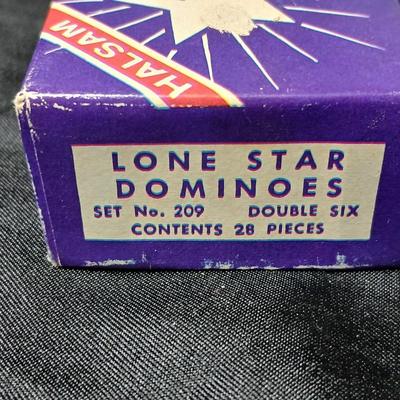 HALSAM
LONE STAR
DOMINOES
SET No. 209 DOUBLE SIX
CONTENTS 28 PIECES